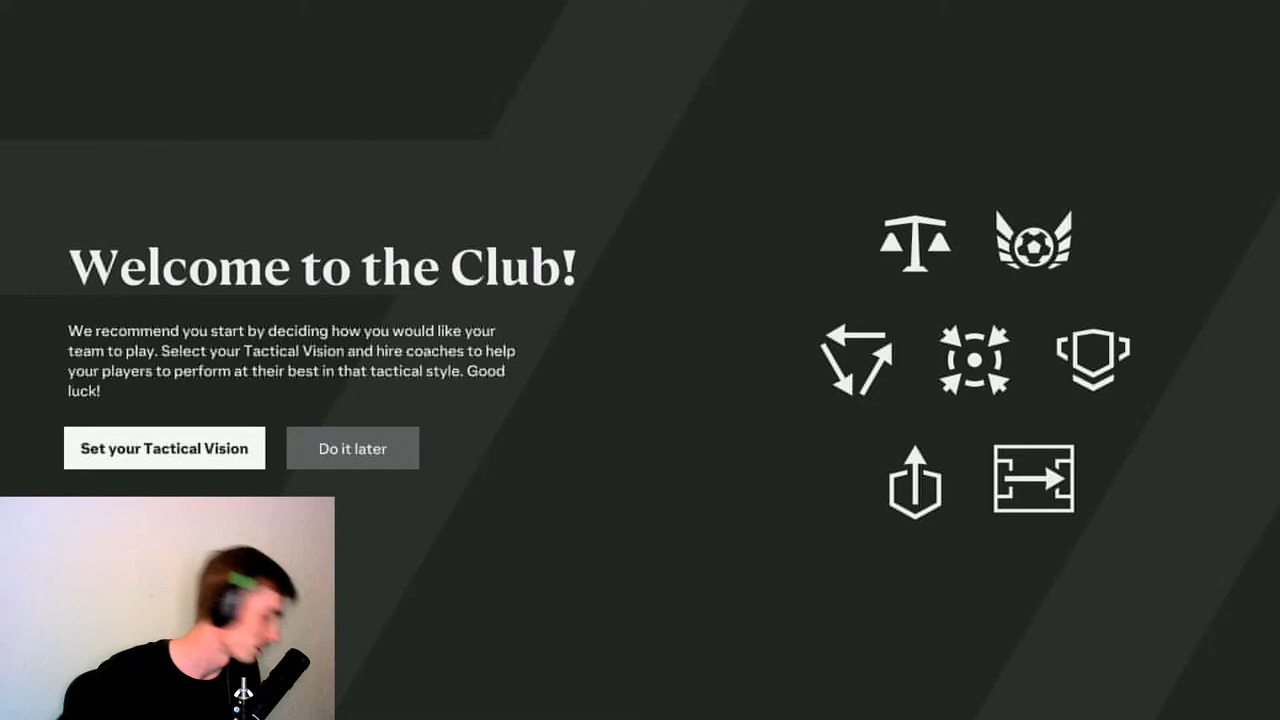 Welcome to the Club!
We recommend you start by deciding how you would like your
team to play. Select your Tactical Vision and hire coaches to help
your players to perform at their best in that tactical style. Good
luck!
Set your Tactical Vision
Do it later